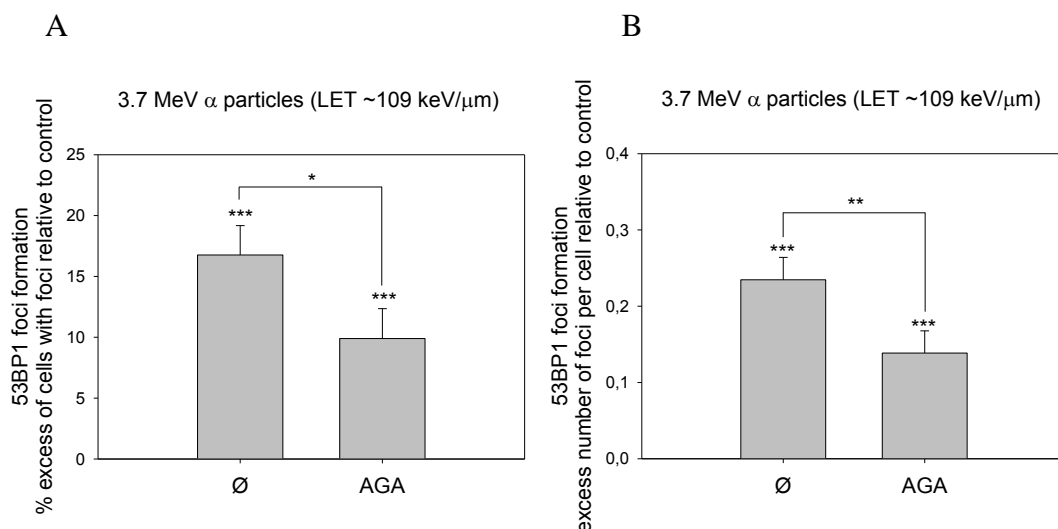 A
3.7 MeV α particles (LET ~109 keV/μm)
53BP1 foci formation
% excess of cells with foci relative to control
25
20
15
10
5
0
*
***
***
Ø
AGA
B
3.7 MeV α particles (LET ~109 keV/μm)
53BP1 foci formation
excess number of foci per cell relative to control
0,4
0,3
0,2
0,1
0,0
**
***
***
Ø
AGA